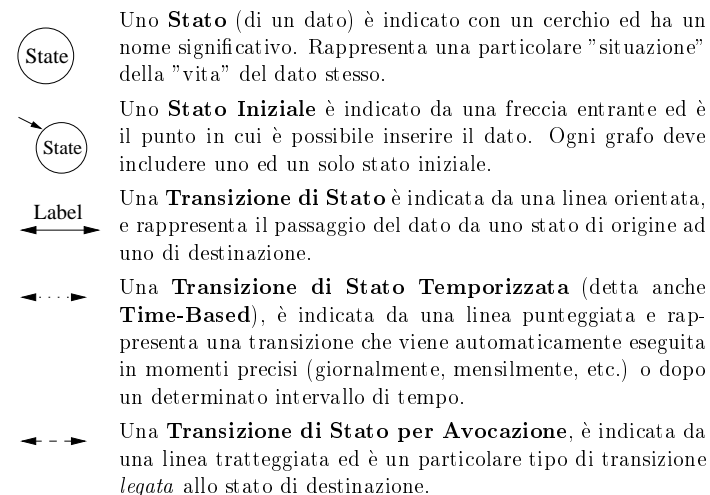 Uno Stato (di un dato) è indicato con un cerchio ed ha un
nome significativo. Rappresenta una particolare "situazione"
della "vita" del dato stesso.
State
Uno Stato Iniziale è indicato da una freccia entrante ed è
il punto in cui è possibile inserire il dato. Ogni grafo deve
includere uno ed un solo stato iniziale.
State
Una Transizione di Stato è indicata da una linea orientata,
e rappresenta il passaggio del dato da uno stato di origine ad
uno di destinazione.
Label
Una Transizione di Stato Temporizzata (detta anche
Time-Based), è indicata da una linea punteggiata e rap-
presenta una transizione che viene automaticamente eseguita
in momenti precisi (giornalmente, mensilmente, etc.) o dopo
un determinato intervallo di tempo.
Una Transizione di Stato per Avocazione, è indicata da
una linea tratteggiata ed è un particolare tipo di transizione
legata allo stato di destinazione.